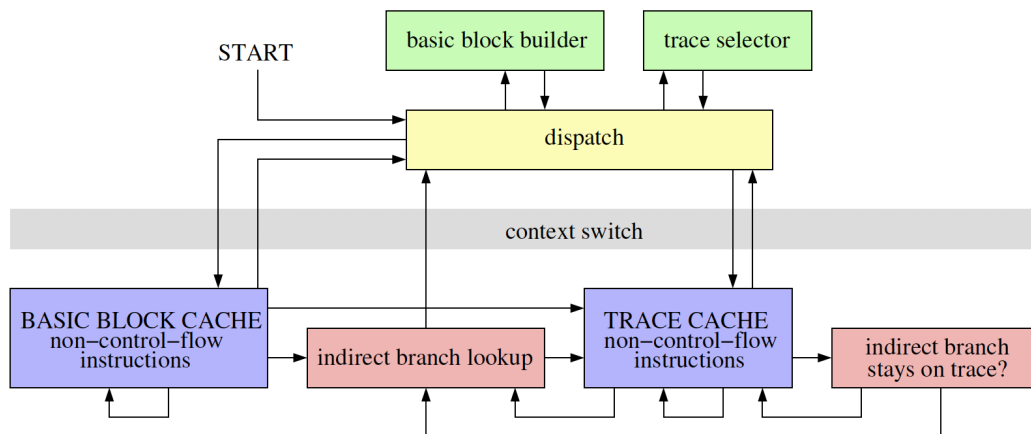 basic block builder
trace selector
START
dispatch
context switch
BASIC BLOCK CACHE
non−control−flow
instructions
indirect branch lookup
TRACE CACHE
non−control−flow
instructions
indirect branch
stays on trace?